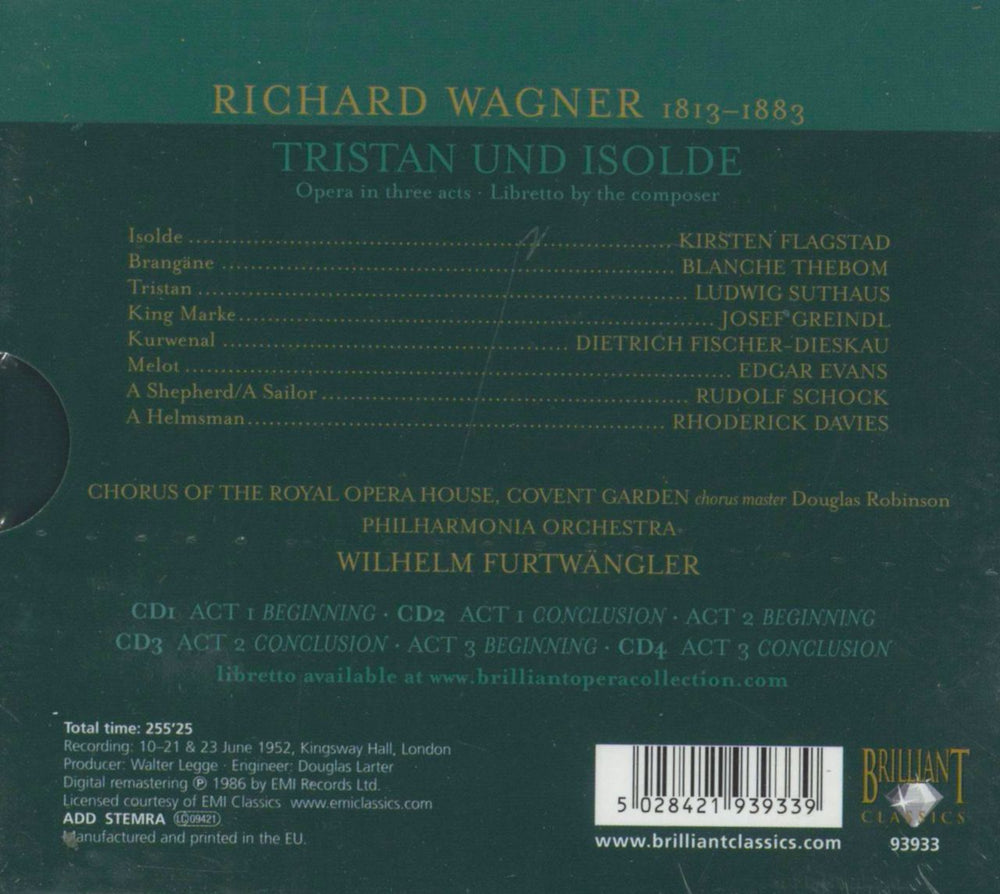 RICHARD WAGNER 1813–1883
TRISTAN UND ISOLDE
Opera in three acts · Libretto by the composer
Isolde ........ KIRSTEN FLAGSTAD
Brangäne ........ BLANCHE THEBOM
Tristan ........ LUDWIG SUTHAUS
King Marke ........ JOSEF GREINDL
Kurwenal ........ DIETRICH FISCHER-DIESKAU
Melot ........ EDGAR EVANS
A Shepherd/A Sailor ........ RUDOLF SCHOCK
A Helmsman ........ RHODERICK DAVIES
CHORUS OF THE ROYAL OPERA HOUSE, COVENT GARDEN chorus master Douglas Robinson
PHILHARMONIA ORCHESTRA
WILHELM FURTWÄNGLER
CD1 ACT 1 BEGINNING · CD2 ACT 1 CONCLUSION · ACT 2 BEGINNING
CD3 ACT 2 CONCLUSION · ACT 3 BEGINNING · CD4 ACT 3 CONCLUSION
libretto available at www.brilliantoperacollection.com
Total time: 255'25
Recording: 10–21 & 23 June 1952, Kingsway Hall, London
Producer: Walter Legge · Engineer: Douglas Larter
Digital remastering ℗ 1986 by EMI Records Ltd.
Licensed courtesy of EMI Classics www.emiclassics.com
ADD STEMRA LC 09421
Manufactured and printed in the EU.
5 028421 939339
www.brilliantclassics.com
BRILLIANT
CLASSICS
93933